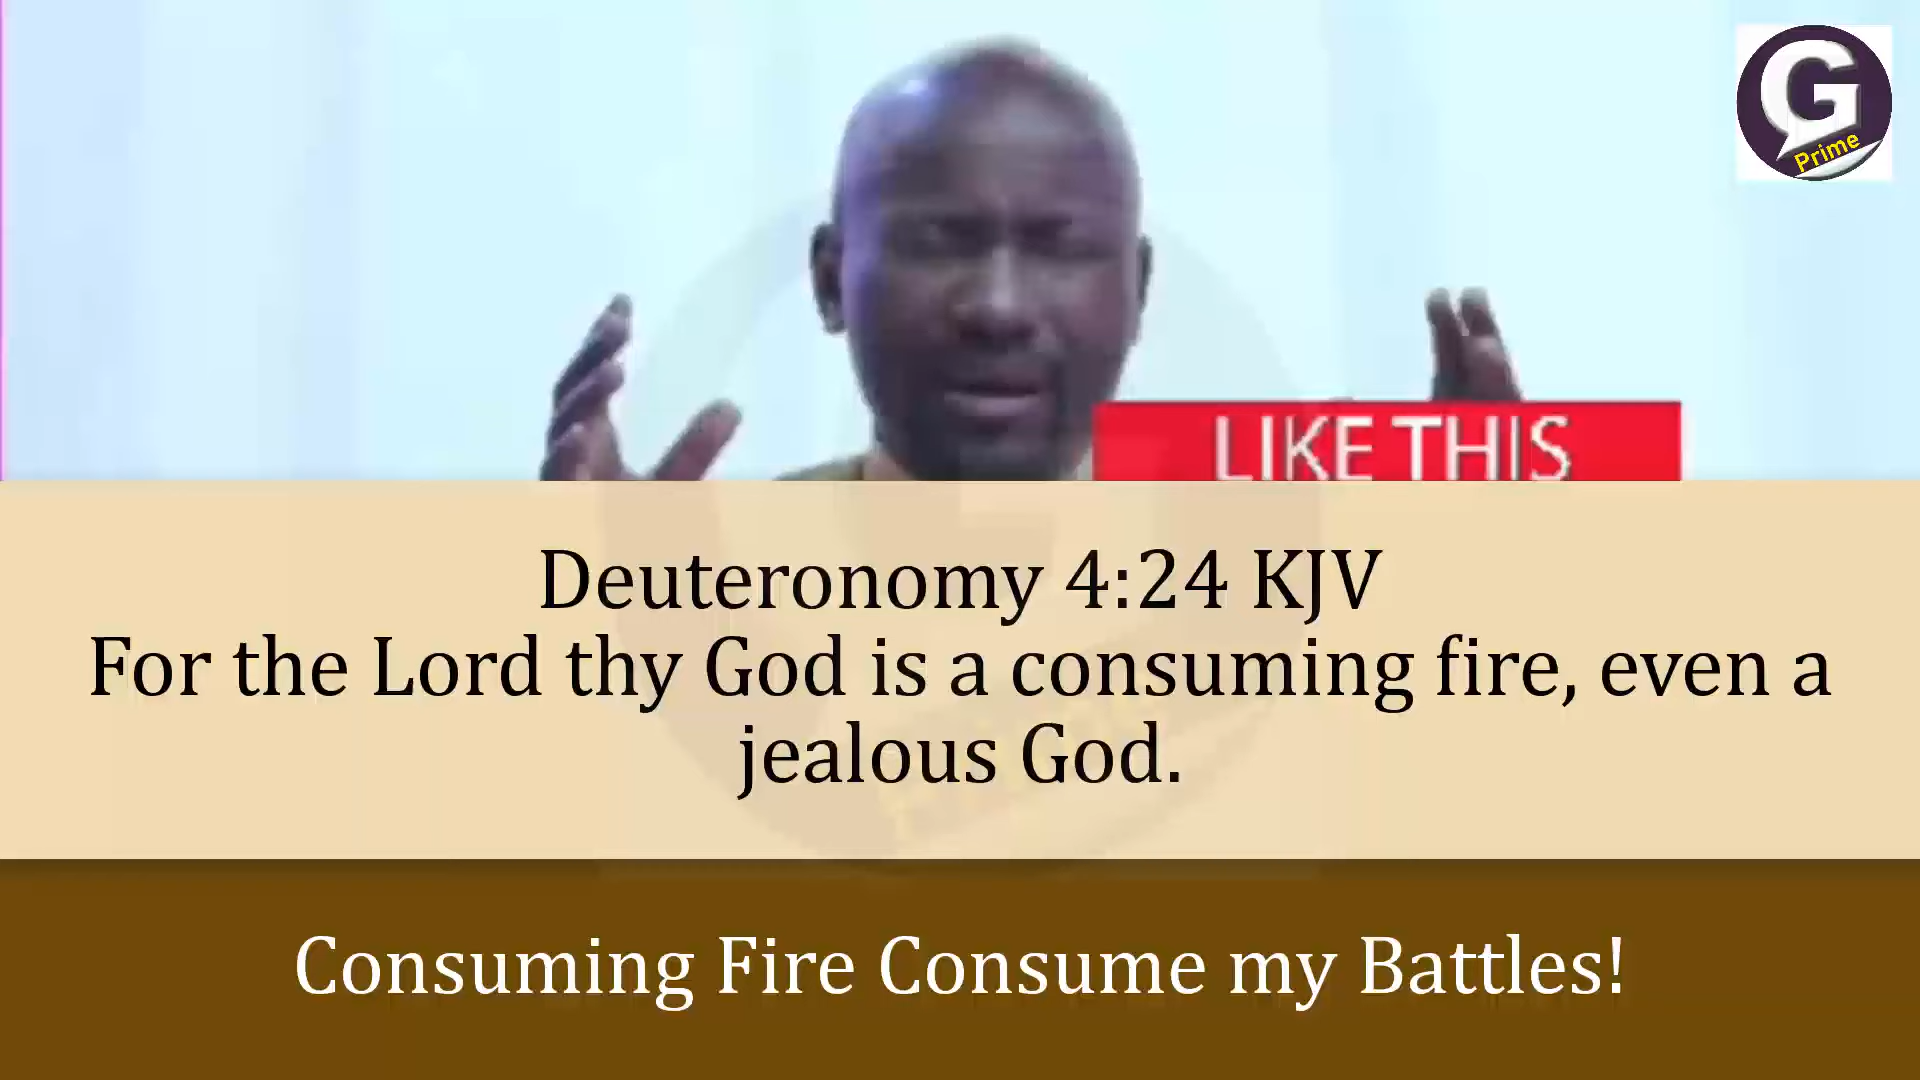 G
Prime
LIKE THIS
Deuteronomy 4:24 KJV
For the Lord thy God is a consuming fire, even a
jealous God.
Consuming Fire Consume my Battles!